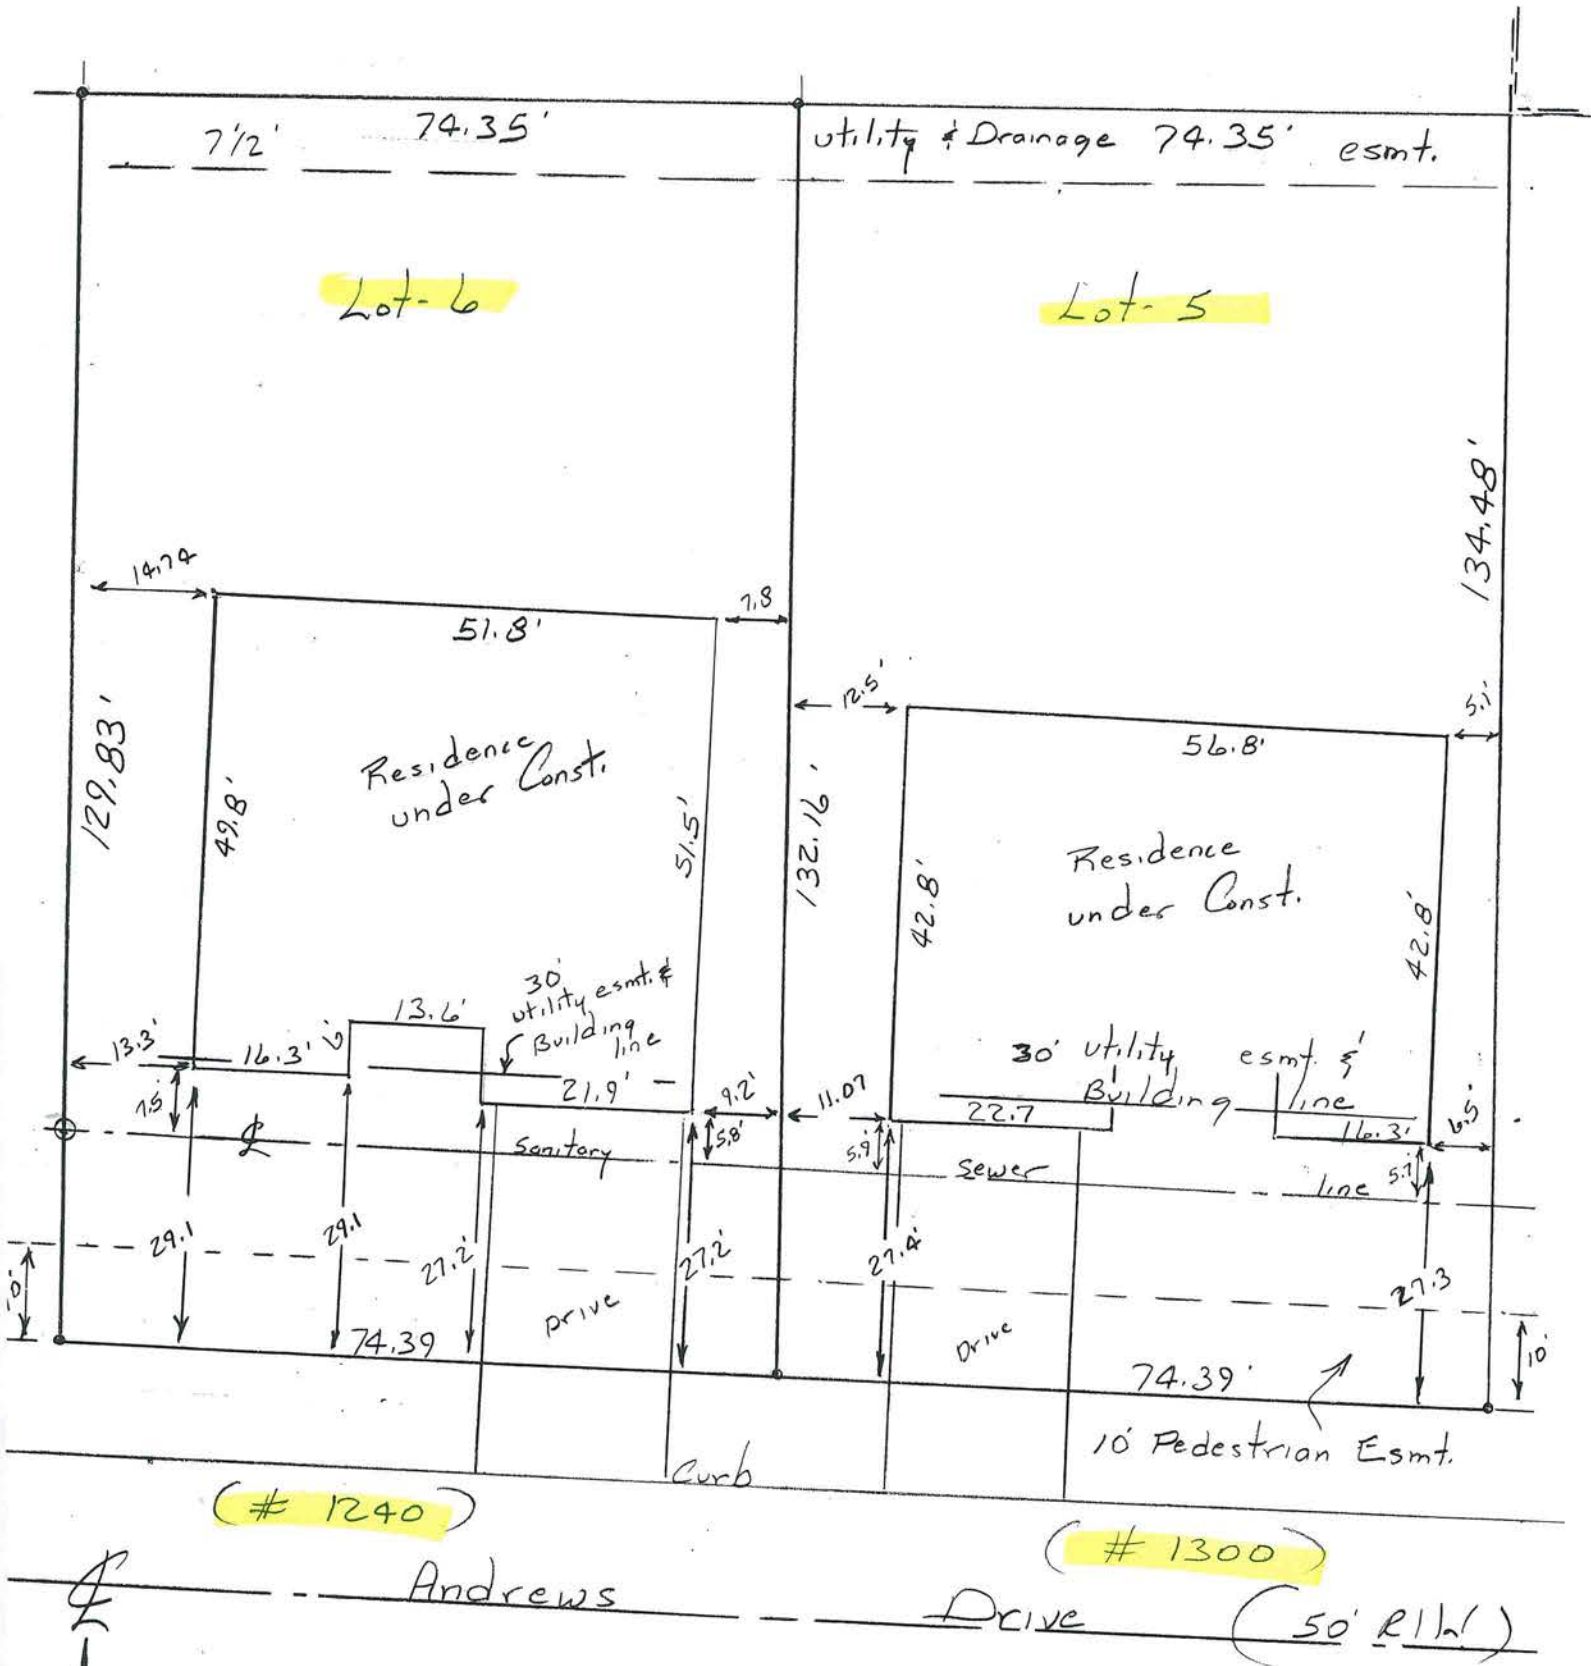 7 1/2' 74.35' utility & Drainage 74.35' esmt.
Lot- 6
Lot- 5
134.48'
14.74
7.8
51.8'
12.5'
5.1'
56.8'
129.83'
49.8'
Residence
under Const.
51.5'
132.16'
42.8'
Residence
under Const.
42.8'
30'
utility esmt. &
Building
line
13.6'
6'
13.3'
16.3'
21.9'
9.2'
11.07
30' utility esmt. &
Building line
22.7
16.3'
6.5'
7.5'
℄ Sanitary Sewer line
5.8'
5.9'
5.7'
29.1
29.1
27.2'
27.2'
27.4'
27.3
10'
10'
Drive
Drive
74.39
74.39'
10' Pedestrian Esmt.
Curb
(# 1240)
(# 1300)
℄ Andrews Drive (50' R/W)